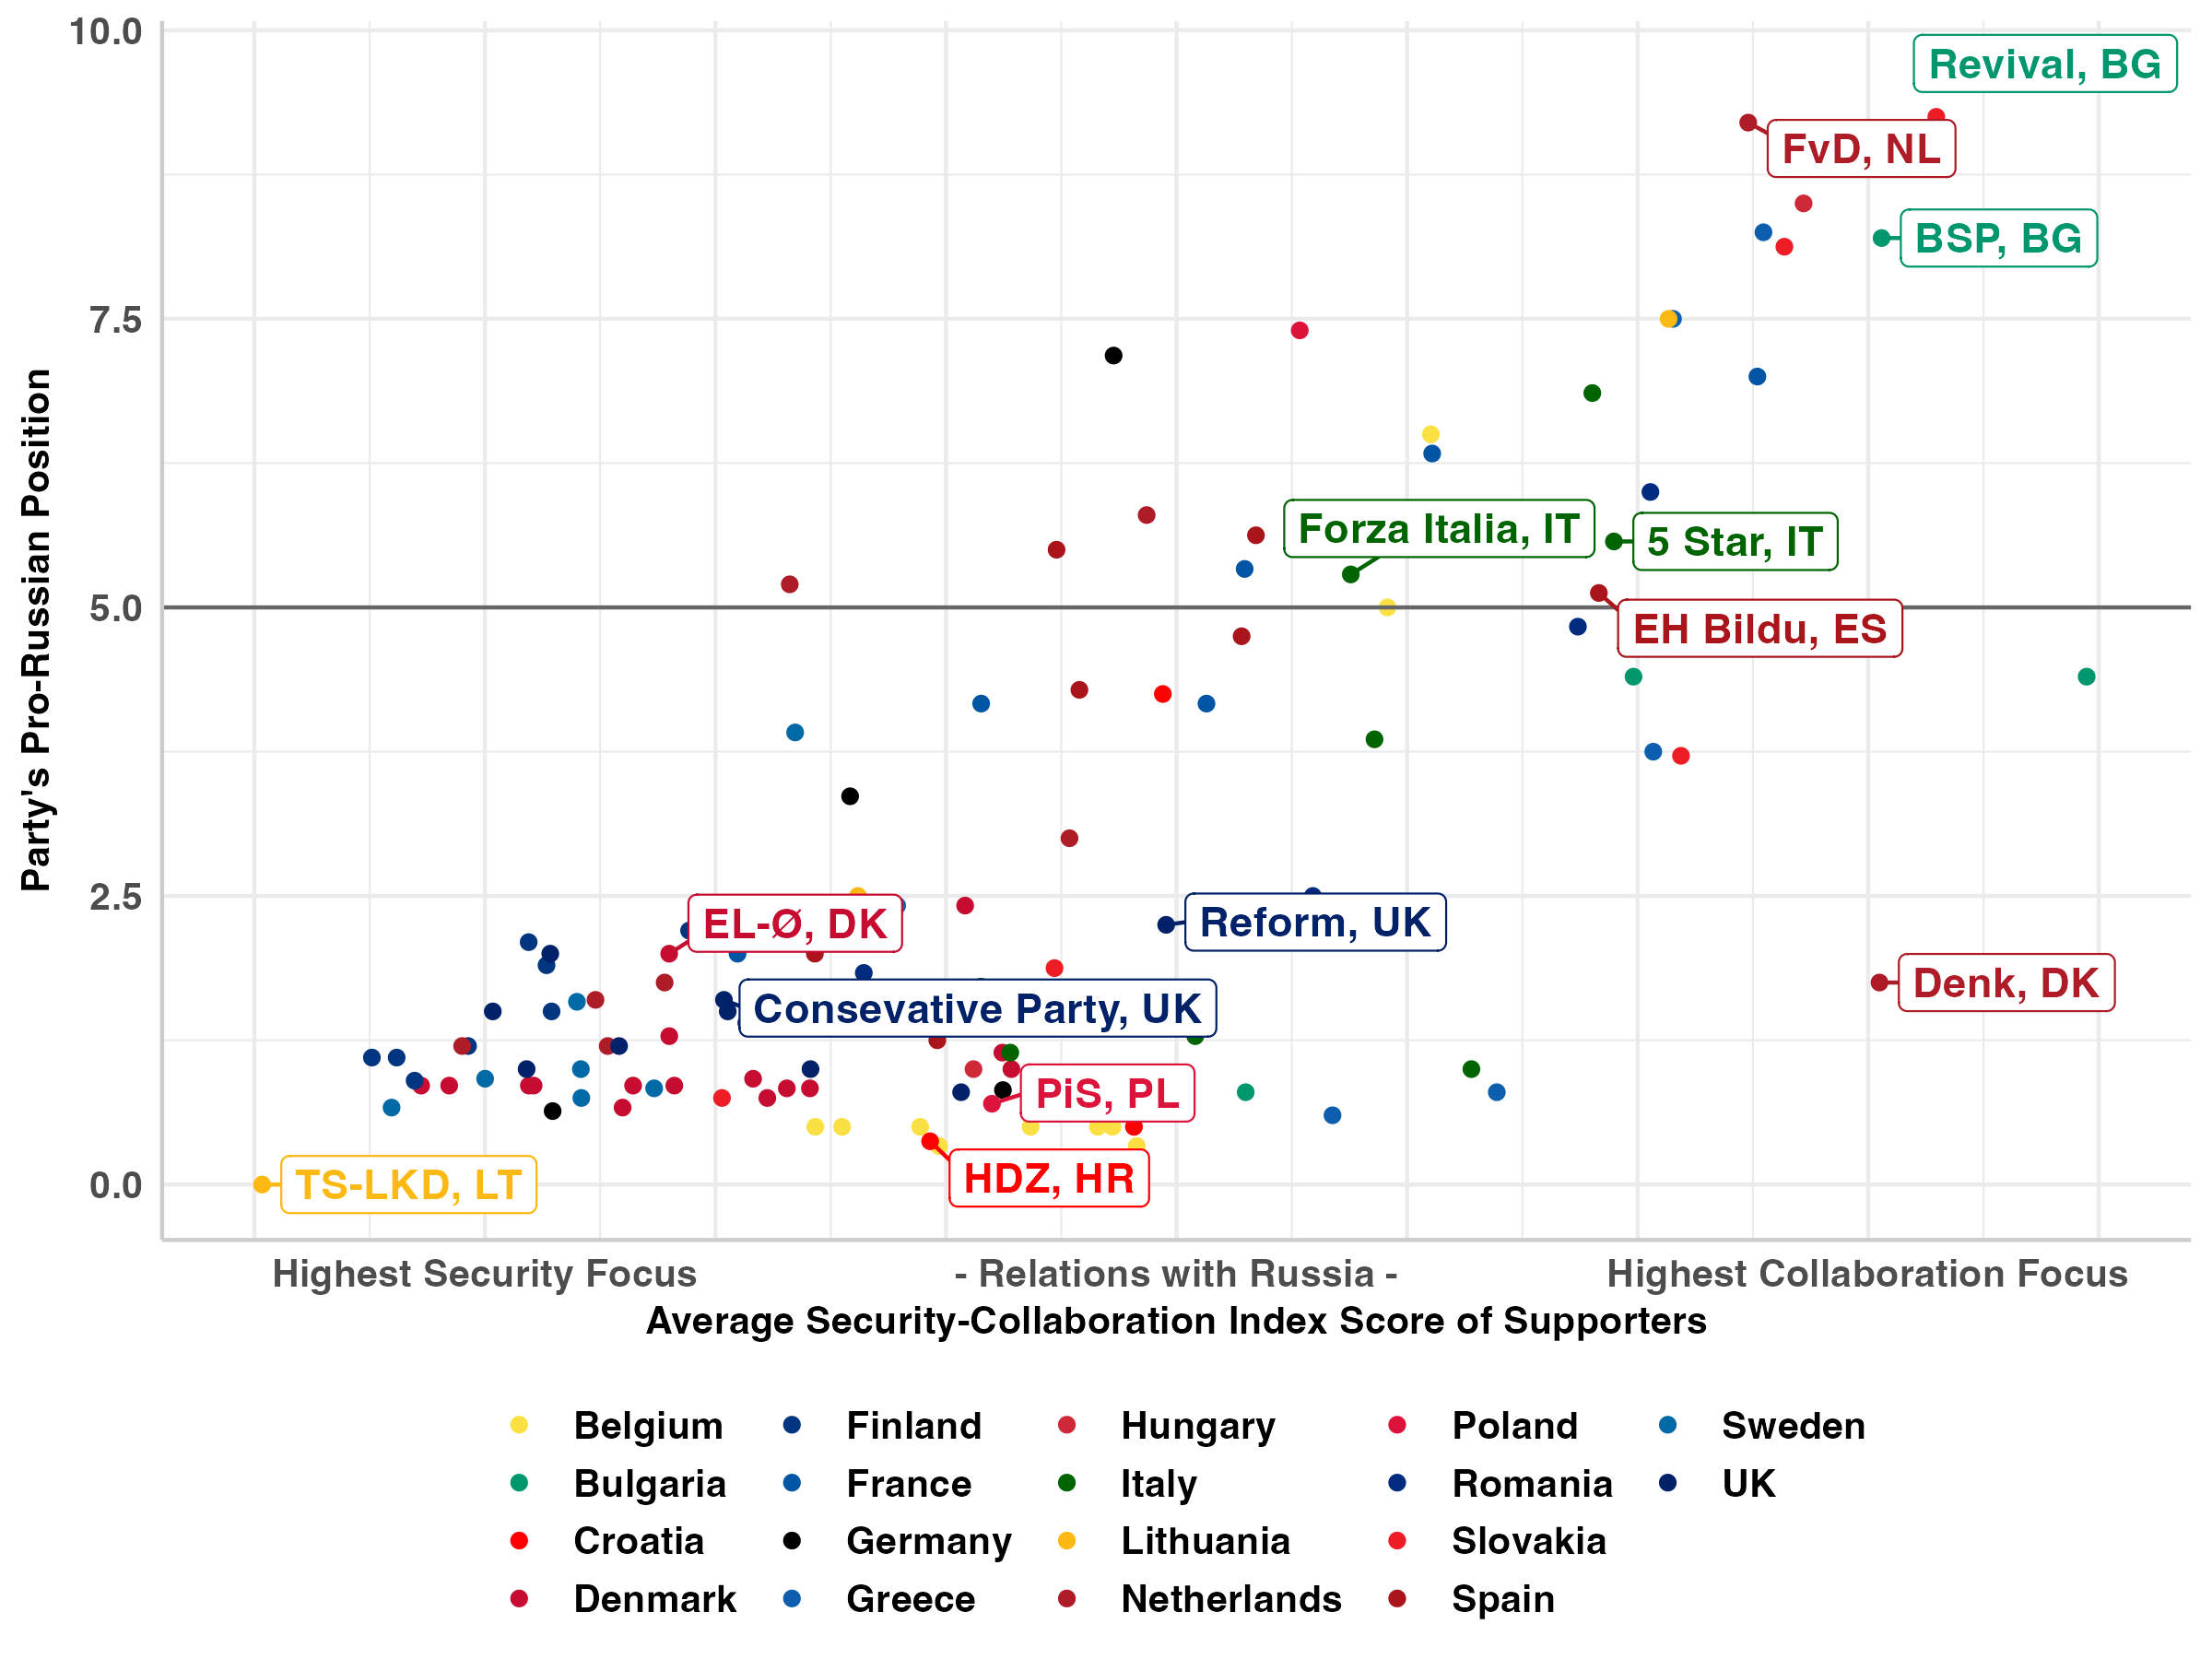 Party's Pro-Russian Position
10.0
7.5
5.0
2.5
0.0
Revival, BG
FvD, NL
BSP, BG
Forza Italia, IT
5 Star, IT
EH Bildu, ES
EL-Ø, DK
Reform, UK
Denk, DK
Consevative Party, UK
PiS, PL
HDZ, HR
TS-LKD, LT
Highest Security Focus
- Relations with Russia -
Highest Collaboration Focus
Average Security-Collaboration Index Score of Supporters
Belgium
Bulgaria
Croatia
Denmark
Finland
France
Germany
Greece
Hungary
Italy
Lithuania
Netherlands
Poland
Romania
Slovakia
Spain
Sweden
UK